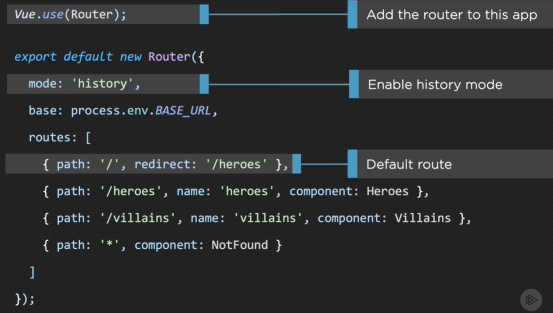 Vue.use(Router); Add the router to this app
export default new Router({
mode: 'history', Enable history mode
base: process.env.BASE_URL,
routes: [
{ path: '/', redirect: '/heroes' }, Default route
{ path: '/heroes', name: 'heroes', component: Heroes },
{ path: '/villains', name: 'villains', component: Villains },
{ path: '*', component: NotFound }
]
});